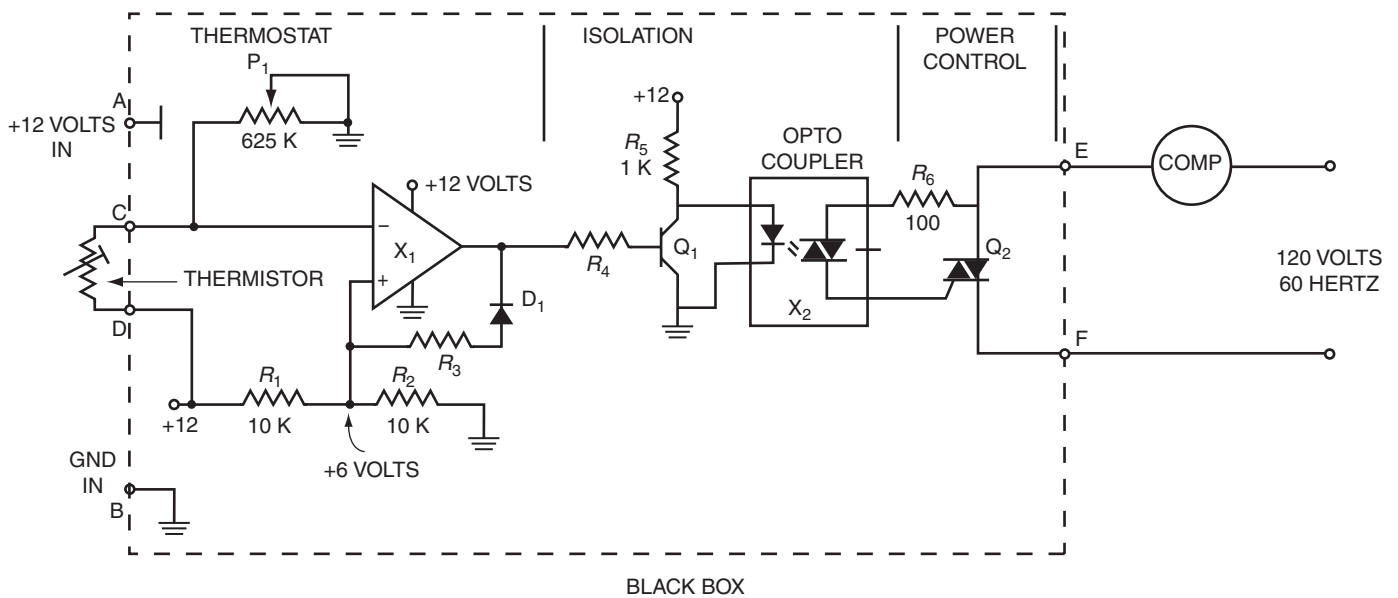 THERMOSTAT
ISOLATION
POWER
CONTROL
P1
A
+12 VOLTS
IN
625 K
+12
R5
1 K
OPTO
COUPLER
E
COMP
+12 VOLTS
C
R6
100
−
X1
+
R4
Q1
Q2
120 VOLTS
60 HERTZ
THERMISTOR
D
D1
X2
R3
F
R1
R2
+12
10 K
10 K
+6 VOLTS
GND
IN
B
BLACK BOX